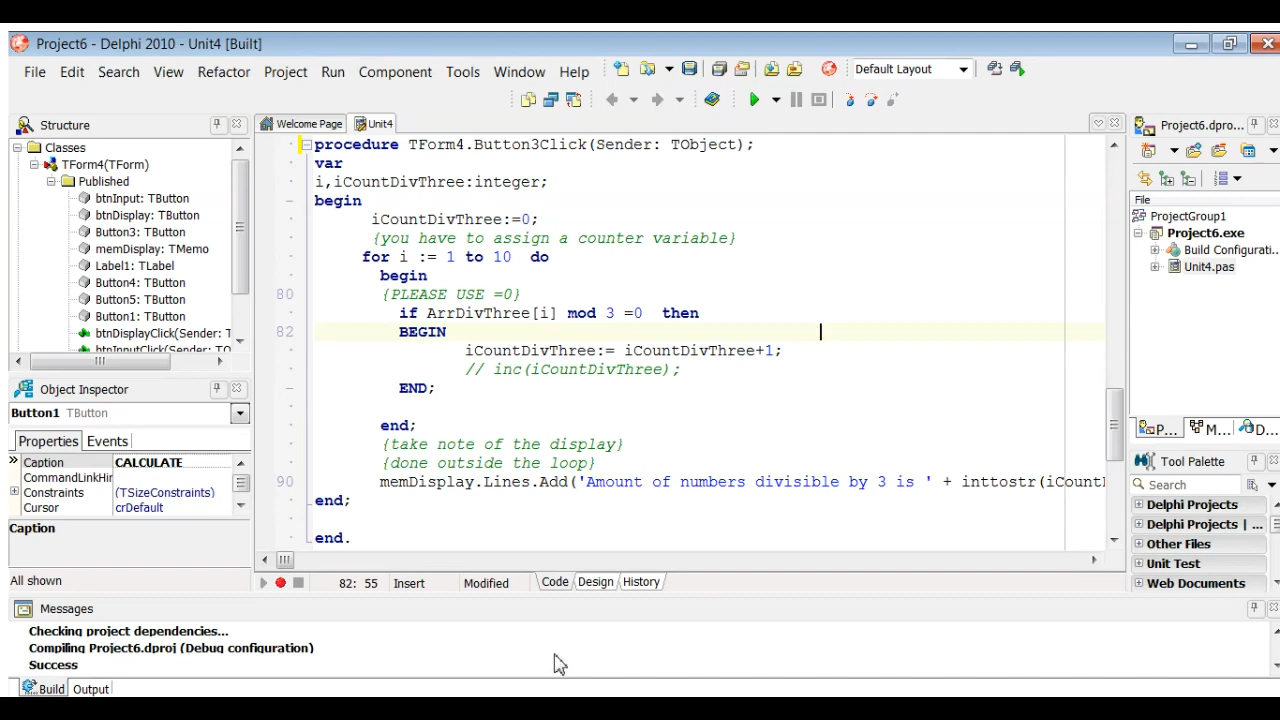 Project6 - Delphi 2010 - Unit4 [Built]
File Edit Search View Refactor Project Run Component Tools Window Help
Default Layout
Structure
Classes
TForm4(TForm)
Published
btnInput: TButton
btnDisplay: TButton
Button3: TButton
memDisplay: TMemo
Label1: TLabel
Button4: TButton
Button5: TButton
Button1: TButton
btnDisplayClick(Sender: T
Object Inspector
Button1 TButton
Properties Events
Caption CALCULATE
CommandLinkHir
Constraints (TSizeConstraints)
Cursor crDefault
Caption
All shown
Welcome Page Unit4
procedure TForm4.Button3Click(Sender: TObject);
var
i,iCountDivThree:integer;
begin
iCountDivThree:=0;
{you have to assign a counter variable}
for i := 1 to 10 do
begin
80 {PLEASE USE =0}
if ArrDivThree[i] mod 3 =0 then
82 BEGIN
iCountDivThree:= iCountDivThree+1;
// inc(iCountDivThree);
END;
end;
{take note of the display}
{done outside the loop}
90 memDisplay.Lines.Add('Amount of numbers divisible by 3 is ' + inttostr(iCountI
end;
end.
82: 55 Insert Modified Code Design History
Project6.dpro...
File
ProjectGroup1
Project6.exe
Build Configurati...
Unit4.pas
P... M... D...
Tool Palette
Search
Delphi Projects
Delphi Projects | ...
Other Files
Unit Test
Web Documents
Messages
Checking project dependencies...
Compiling Project6.dproj (Debug configuration)
Success
Build Output